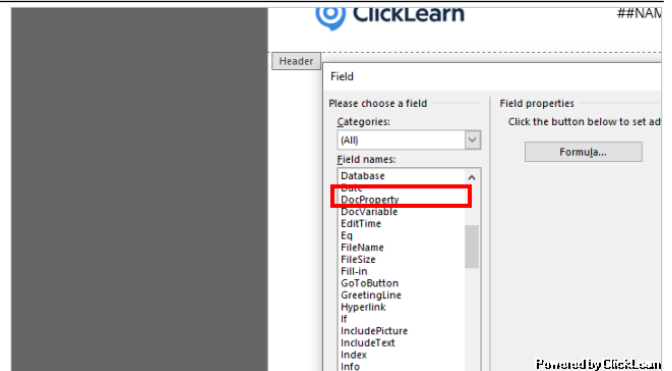 ClickLearn
##NAM
Header
Field
Please choose a field
Field properties
Categories:
Click the button below to set ad
(All)
Formula...
Field names:
Database
Date
DocProperty
DocVariable
EditTime
Eq
FileName
FileSize
Fill-in
GoToButton
GreetingLine
Hyperlink
If
IncludePicture
IncludeText
Index
Info
Powered by ClickLearn